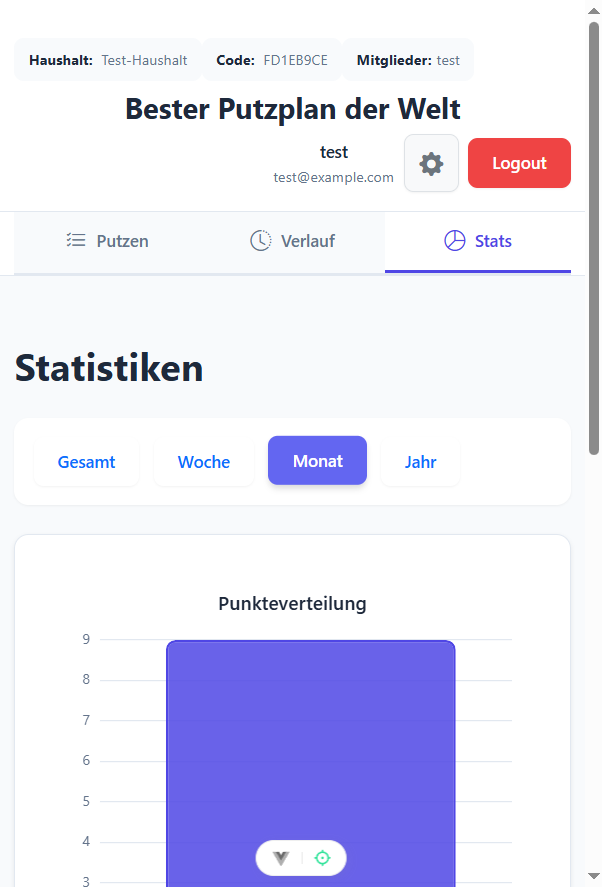 Haushalt: Test-Haushalt Code: FD1EB9CE Mitglieder: test
Bester Putzplan der Welt
test
test@example.com
Logout
Putzen Verlauf Stats
Statistiken
Gesamt Woche Monat Jahr
Punkteverteilung
9
8
7
6
5
4
3